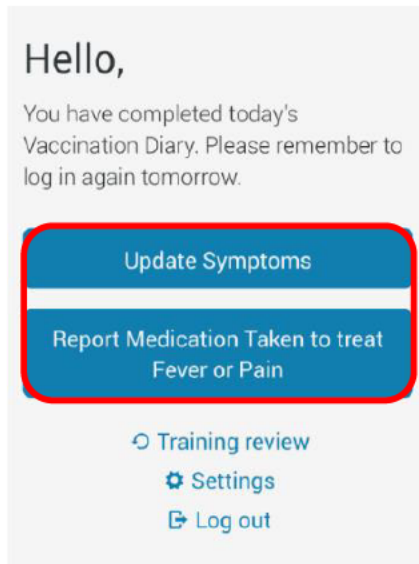 Hello,
You have completed today's
Vaccination Diary. Please remember to
log in again tomorrow.
Update Symptoms
Report Medication Taken to treat
Fever or Pain
Training review
Settings
Log out